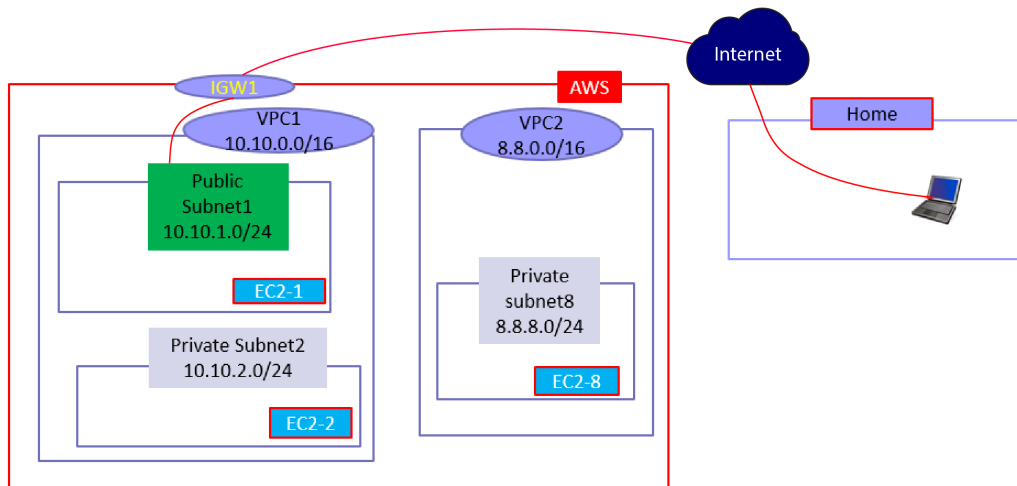 Internet
IGW1
AWS
VPC1
10.10.0.0/16
VPC2
8.8.0.0/16
Home
Public
Subnet1
10.10.1.0/24
EC2-1
Private
subnet8
8.8.8.0/24
Private Subnet2
10.10.2.0/24
EC2-8
EC2-2